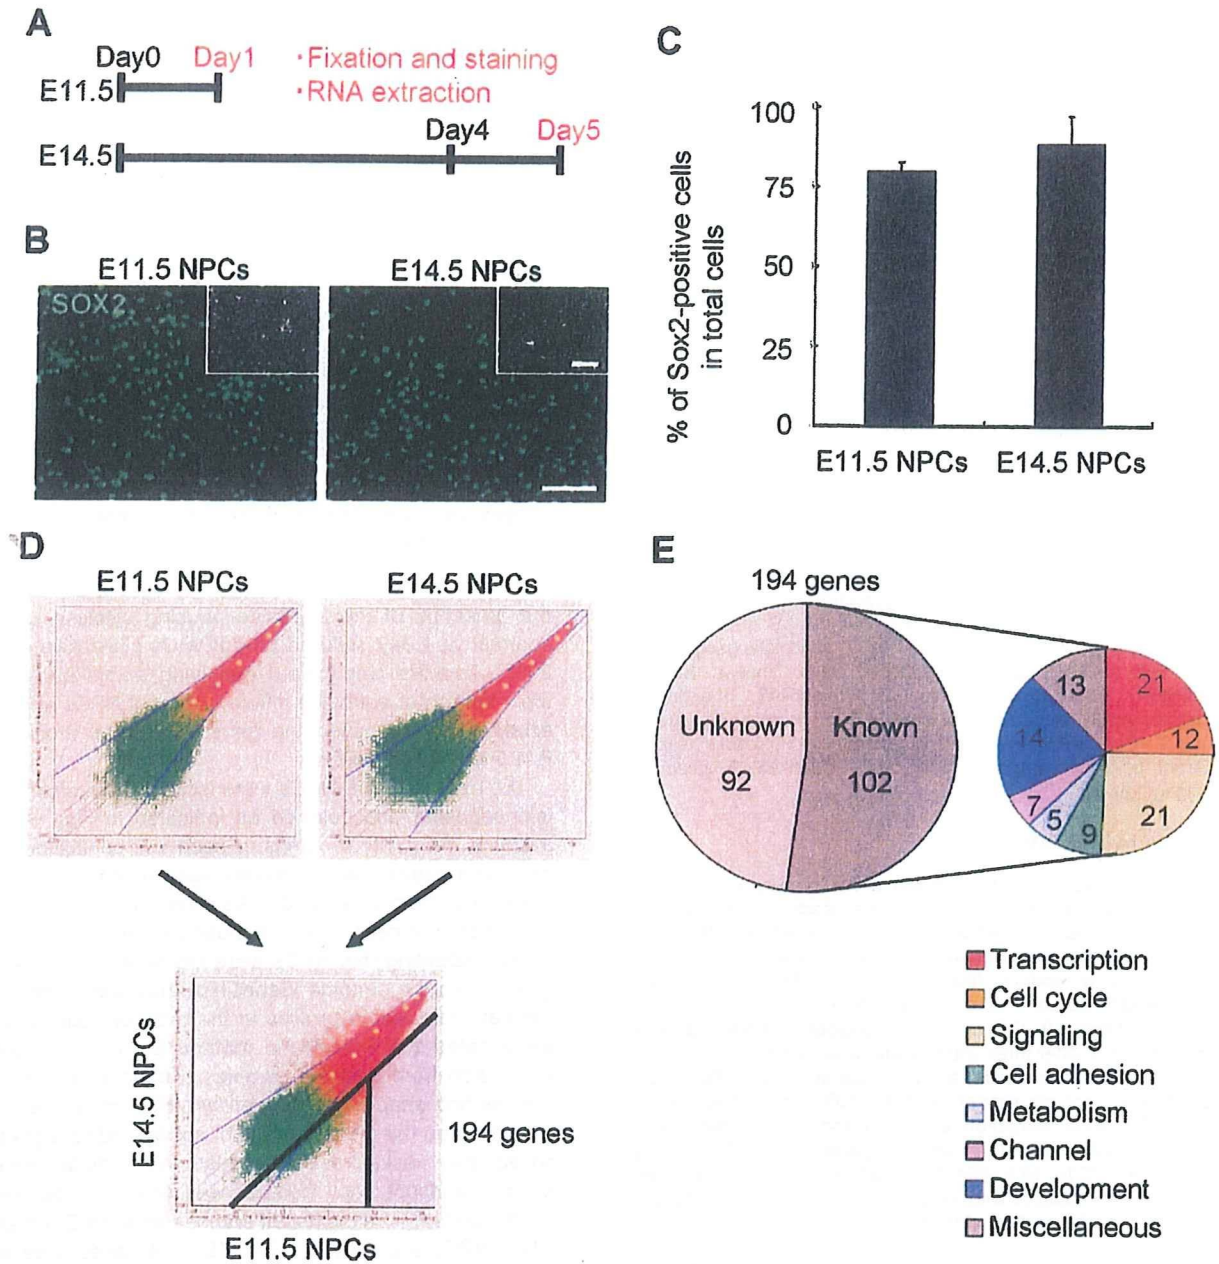 A
Day0 Day1 ・Fixation and staining
E11.5 ・RNA extraction
Day4 Day5
E14.5
B
E11.5 NPCs E14.5 NPCs
SOX2
C
% of Sox2-positive cells
in total cells
100
75
50
25
0
E11.5 NPCs E14.5 NPCs
D
E11.5 NPCs E14.5 NPCs
E14.5 NPCs
194 genes
E11.5 NPCs
E
194 genes
Unknown Known
92 102
13 21
14 12
7 5 9 21
Transcription
Cell cycle
Signaling
Cell adhesion
Metabolism
Channel
Development
Miscellaneous